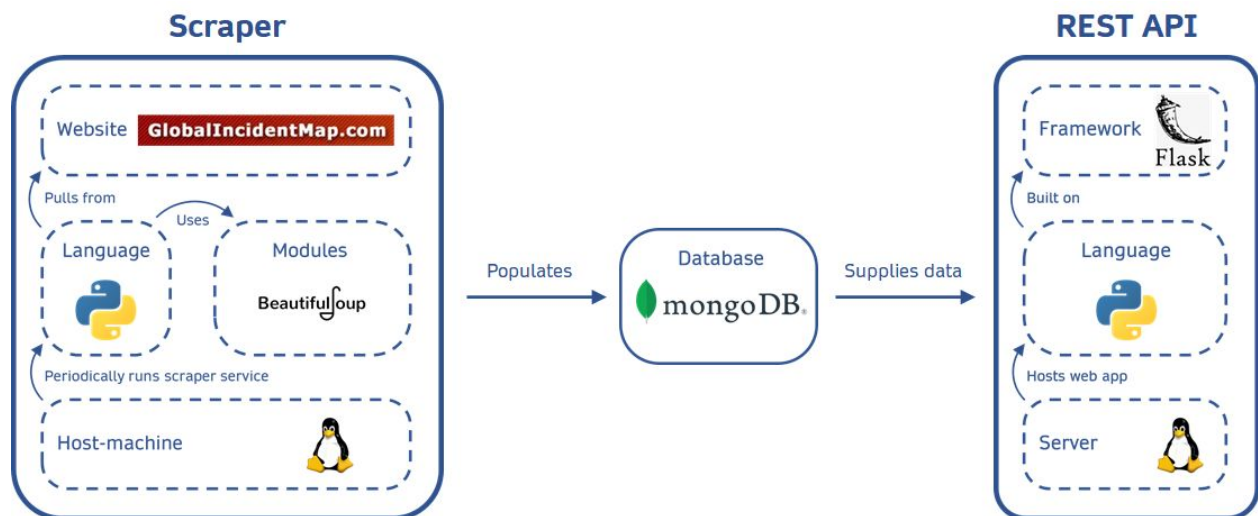 Scraper
Website
GlobalIncidentMap.com
Pulls from
Uses
Language
Modules
BeautifulSoup
Periodically runs scraper service
Host-machine
Populates
Database
mongoDB®
Supplies data
REST API
Framework
Flask
Built on
Language
Hosts web app
Server